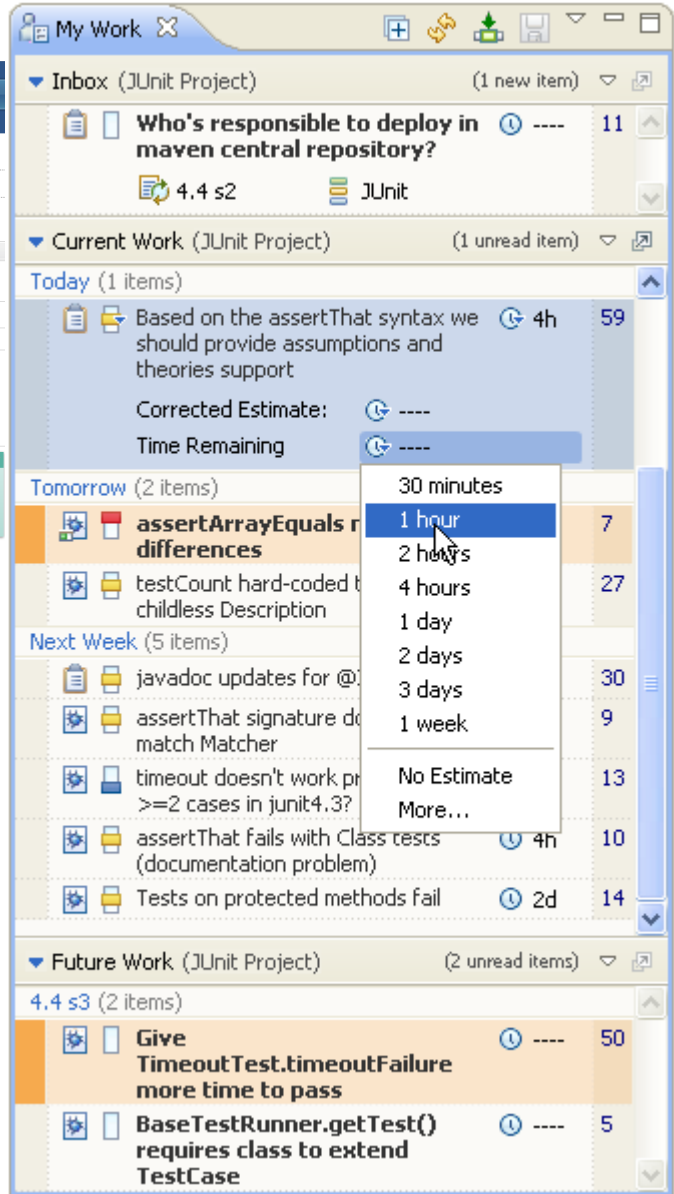 My Work
Inbox (JUnit Project) (1 new item)
Who's responsible to deploy in ---- 11
maven central repository?
4.4 s2 JUnit
Current Work (JUnit Project) (1 unread item)
Today (1 items)
Based on the assertThat syntax we 4h 59
should provide assumptions and
theories support
Corrected Estimate: ----
Time Remaining ----
30 minutes
1 hour
2 hours
4 hours
1 day
2 days
3 days
1 week
No Estimate
More...
Tomorrow (2 items)
assertArrayEquals 7
differences
testCount hard-coded 27
childless Description
Next Week (5 items)
javadoc updates for 30
assertThat signature 9
match Matcher
timeout doesn't work 13
>=2 cases in junit4.3?
assertThat fails with Class tests 4h 10
(documentation problem)
Tests on protected methods fail 2d 14
Future Work (JUnit Project) (2 unread items)
4.4 s3 (2 items)
Give ---- 50
TimeoutTest.timeoutFailure
more time to pass
BaseTestRunner.getTest() ---- 5
requires class to extend
TestCase